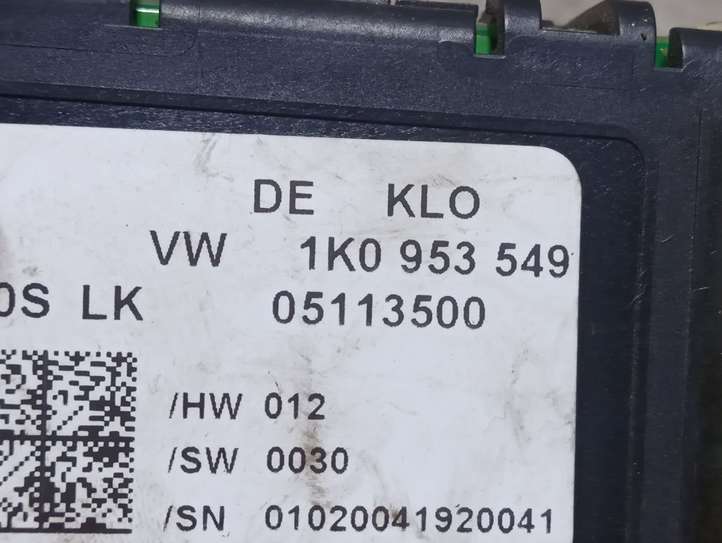 DE KLO
VW 1K0 953 549
0S LK 05113500
/HW 012
/SW 0030
/SN 01020041920041